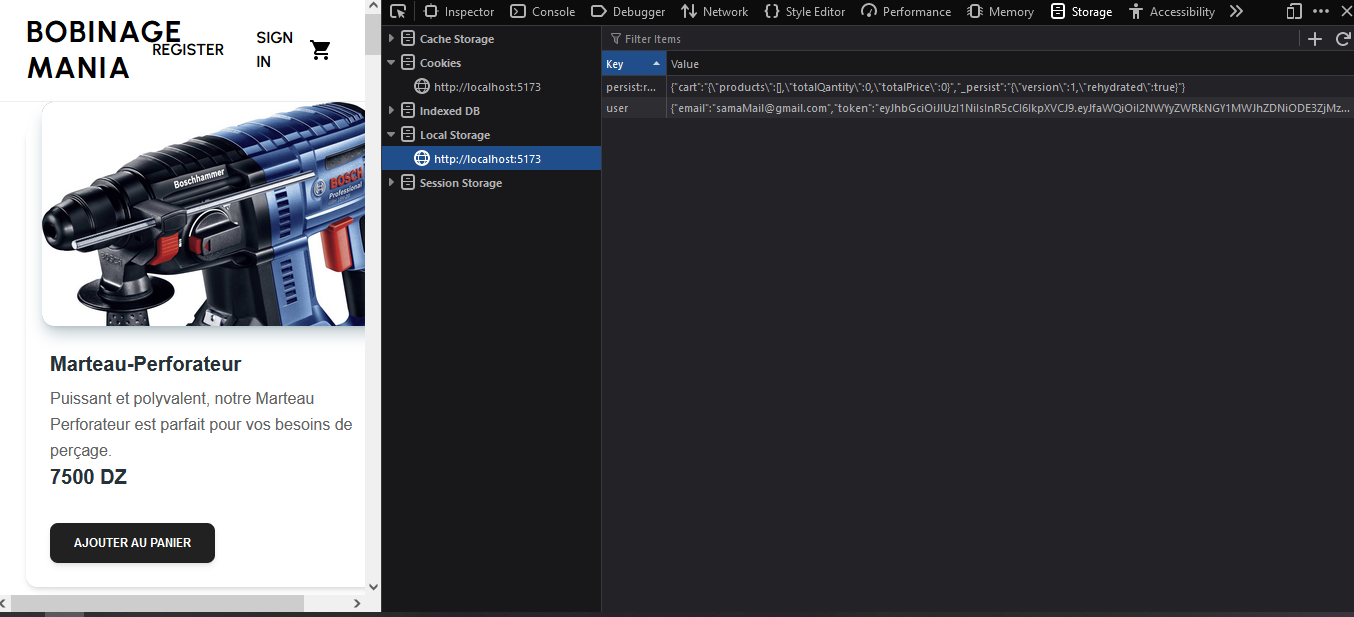 BOBINAGE
MANIA
REGISTER
SIGN
IN
Boschhammer
BOSCH
Professional
Marteau-Perforateur
Puissant et polyvalent, notre Marteau
Perforateur est parfait pour vos besoins de
perçage.
7500 DZ
AJOUTER AU PANIER
Inspector Console Debugger Network Style Editor Performance Memory Storage Accessibility
Cache Storage
Cookies
http://localhost:5173
Indexed DB
Local Storage
http://localhost:5173
Session Storage
Filter Items
Key Value
persist:r... {"cart":"{\"products\":[],\"totalQantity\":0,\"totalPrice\":0}","_persist":"{\"version\":1,\"rehydrated\":true}"}
user {"email":"samaMail@gmail.com","token":"eyJhbGciOiJIUzI1NiIsInR5cCI6IkpXVCJ9.eyJfaWQiOiI2NWYyZWRkNGY1MWJhZDNiODE3ZjMz...